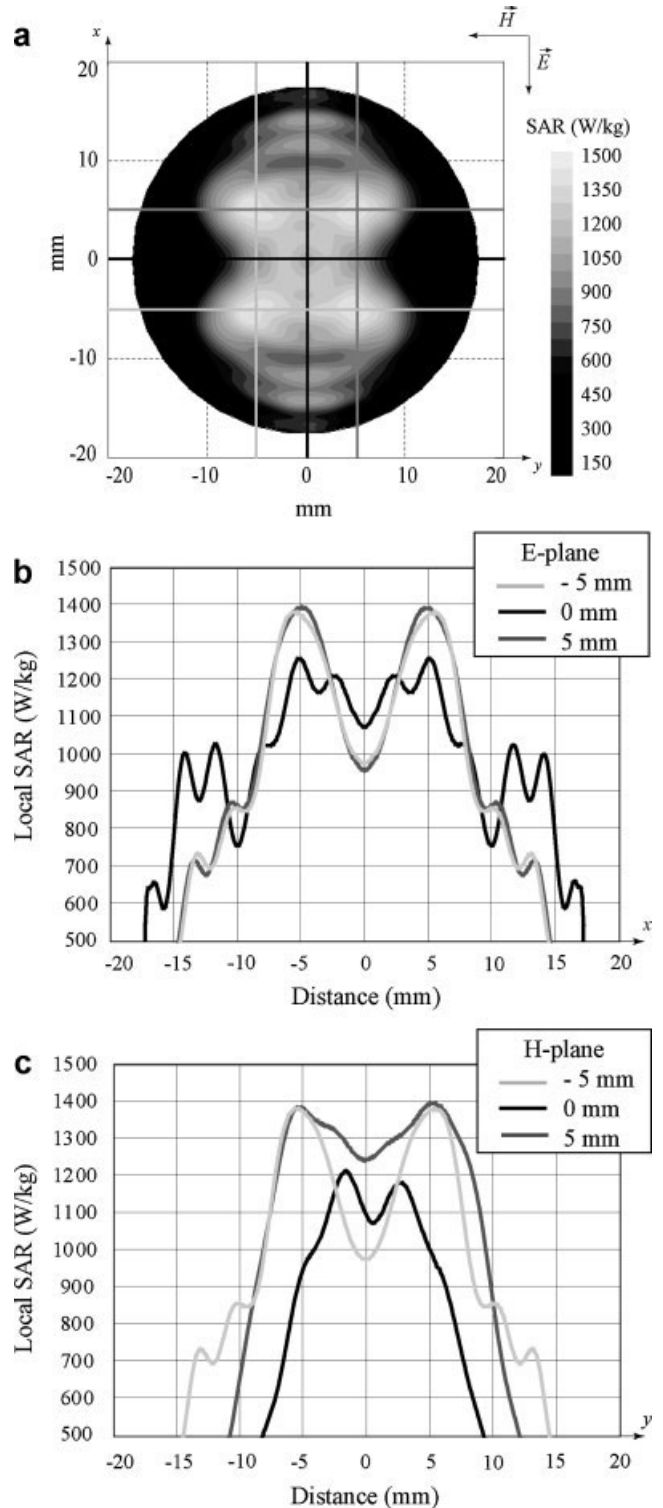 a
x
H
E
20
10
0
-10
-20
mm
-20 -10 0 10 20
y
mm
SAR (W/kg)
1500
1350
1200
1050
900
750
600
450
300
150
b
E-plane
- 5 mm
0 mm
5 mm
1500
1400
1300
1200
1100
1000
900
800
700
600
500
Local SAR (W/kg)
-20 -15 -10 -5 0 5 10 15 20
x
Distance (mm)
c
H-plane
- 5 mm
0 mm
5 mm
1500
1400
1300
1200
1100
1000
900
800
700
600
500
Local SAR (W/kg)
-20 -15 -10 -5 0 5 10 15 20
y
Distance (mm)